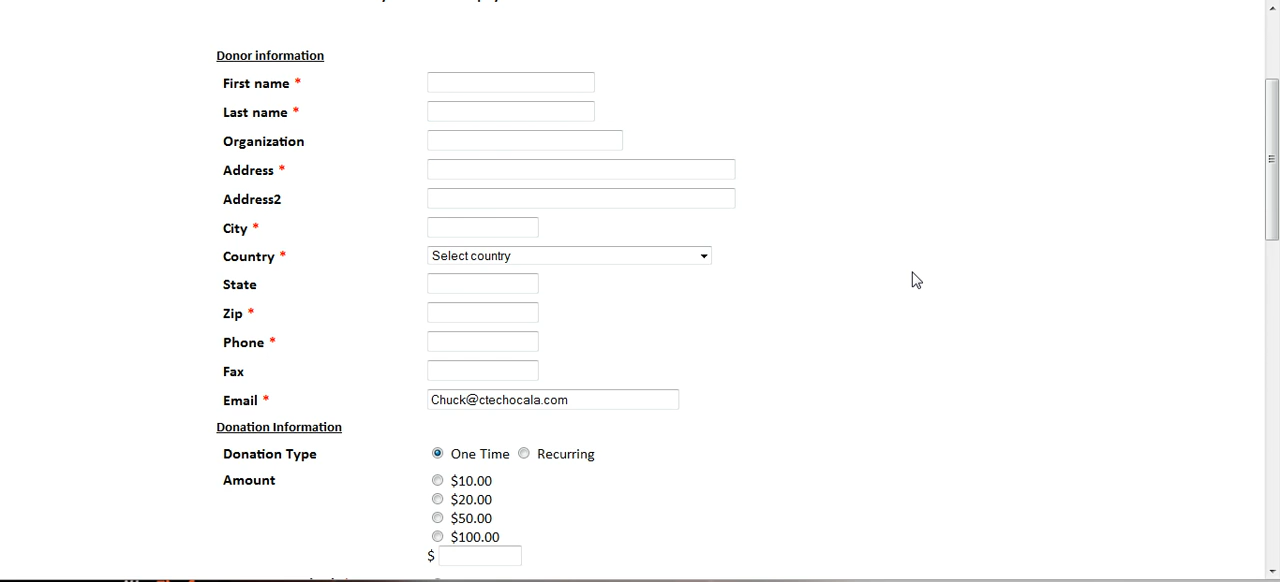 Donor information
First name *
Last name *
Organization
Address *
Address2
City *
Country * Select country
State
Zip *
Phone *
Fax
Email * Chuck@ctechocala.com
Donation Information
Donation Type One Time Recurring
Amount $10.00
$20.00
$50.00
$100.00
$